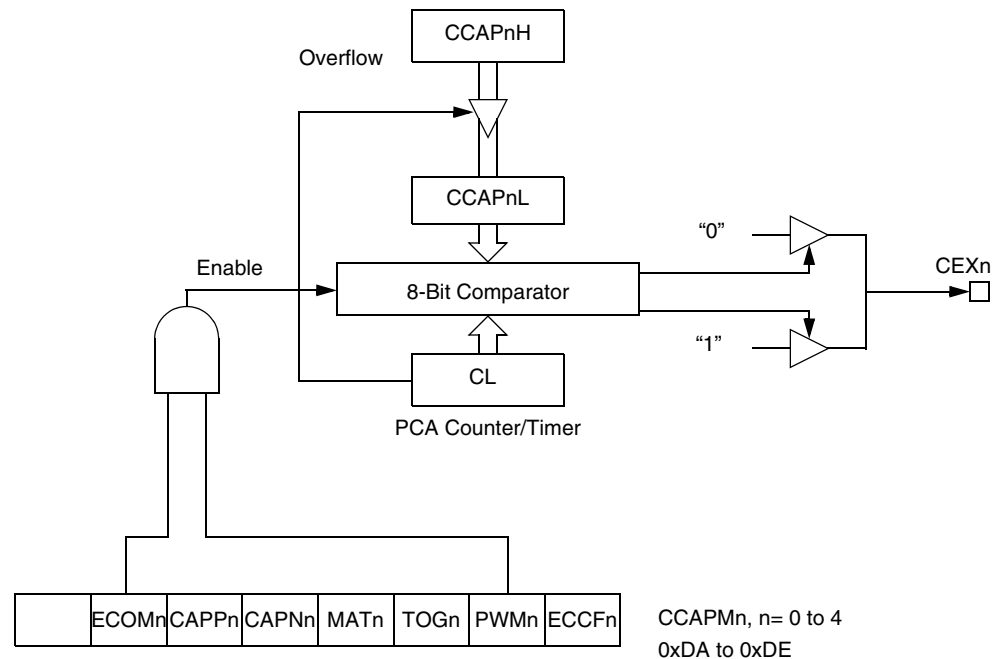 CCAPnH
Overflow
CCAPnL
“0”
CEXn
Enable
8-Bit Comparator
“1”
CL
PCA Counter/Timer
ECOMn CAPPn CAPNn MATn TOGn PWMn ECCFn
CCAPMn, n= 0 to 4
0xDA to 0xDE